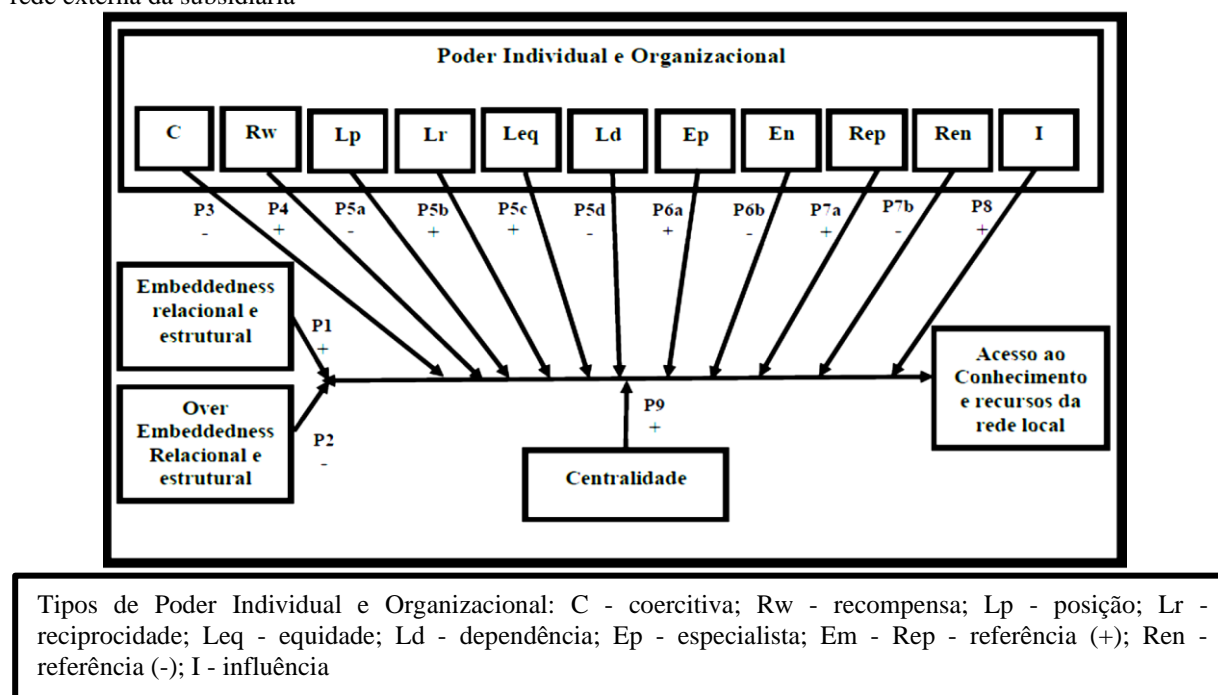 rede externa da subsidiária
Poder Individual e Organizacional
C Rw Lp Lr Leq Ld Ep En Rep Ren I
P3 P4 P5a P5b P5c P5d P6a P6b P7a P7b P8
- + - + + - + - + - +
Embeddedness
relacional e
estrutural
P1
+
Over
Embeddedness
Relacional e
estrutural
P2
-
P9
+
Centralidade
Acesso ao
Conhecimento
e recursos da
rede local
Tipos de Poder Individual e Organizacional: C - coercitiva; Rw - recompensa; Lp - posição; Lr -
reciprocidade; Leq - equidade; Ld - dependência; Ep - especialista; Em - Rep - referência (+); Ren -
referência (-); I - influência